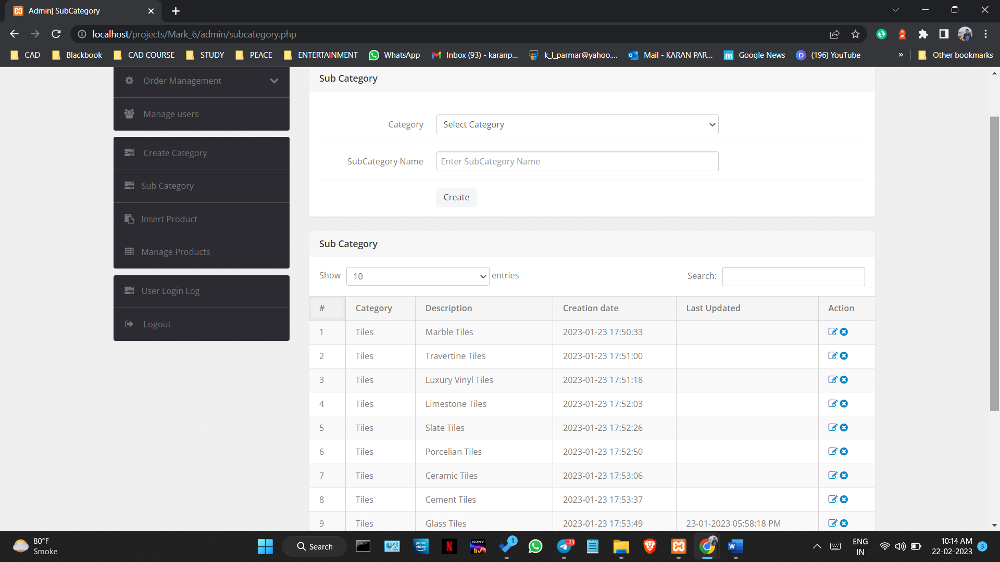 Admin| SubCategory
localhost/projects/Mark_6/admin/subcategory.php
CAD Blackbook CAD COURSE STUDY PEACE ENTERTAINMENT WhatsApp Inbox (93) - karanp... k_l_parmar@yahoo.... Mail - KARAN PAR... Google News (196) YouTube » Other bookmarks
Order Management
Manage users
Create Category
Sub Category
Insert Product
Manage Products
User Login Log
Logout
Sub Category
Category Select Category
SubCategory Name Enter SubCategory Name
Create
Sub Category
Show 10 entries Search:
# Category Description Creation date Last Updated Action
1 Tiles Marble Tiles 2023-01-23 17:50:33
2 Tiles Travertine Tiles 2023-01-23 17:51:00
3 Tiles Luxury Vinyl Tiles 2023-01-23 17:51:18
4 Tiles Limestone Tiles 2023-01-23 17:52:03
5 Tiles Slate Tiles 2023-01-23 17:52:26
6 Tiles Porcelian Tiles 2023-01-23 17:52:50
7 Tiles Ceramic Tiles 2023-01-23 17:53:06
8 Tiles Cement Tiles 2023-01-23 17:53:37
9 Tiles Glass Tiles 2023-01-23 17:53:49 23-01-2023 05:58:18 PM
80°F
Smoke
Search
prime video
N
SONY liv
1
23
W
ENG
IN
10:14 AM
22-02-2023
3